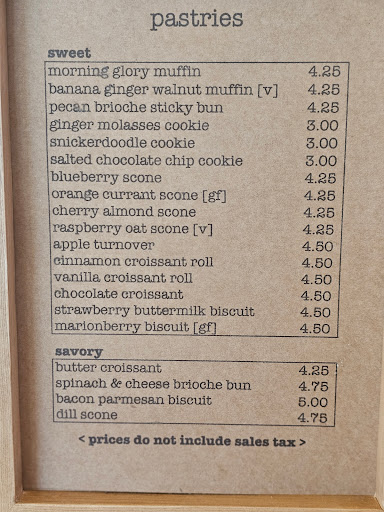 pastries
sweet
morning glory muffin 4.25
banana ginger walnut muffin [v] 4.25
pecan brioche sticky bun 4.25
ginger molasses cookie 3.00
snickerdoodle cookie 3.00
salted chocolate chip cookie 3.00
blueberry scone 4.25
orange currant scone [gf] 4.25
cherry almond scone 4.25
raspberry oat scone [v] 4.25
apple turnover 4.50
cinnamon croissant roll 4.50
vanilla croissant roll 4.50
chocolate croissant 4.50
strawberry buttermilk biscuit 4.50
marionberry biscuit [gf] 4.50
savory
butter croissant 4.25
spinach & cheese brioche bun 4.75
bacon parmesan biscuit 5.00
dill scone 4.75
< prices do not include sales tax >